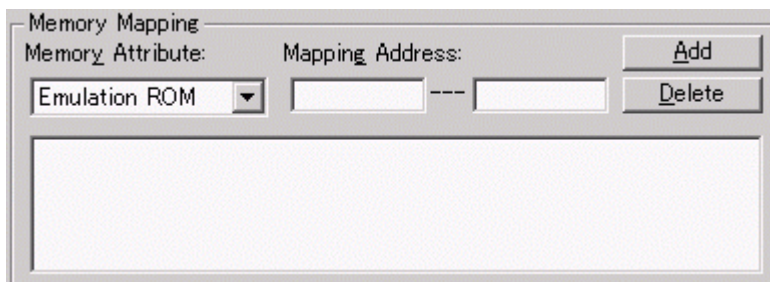 Memory Mapping
Memory Attribute: Mapping Address: Add
Emulation ROM --- Delete